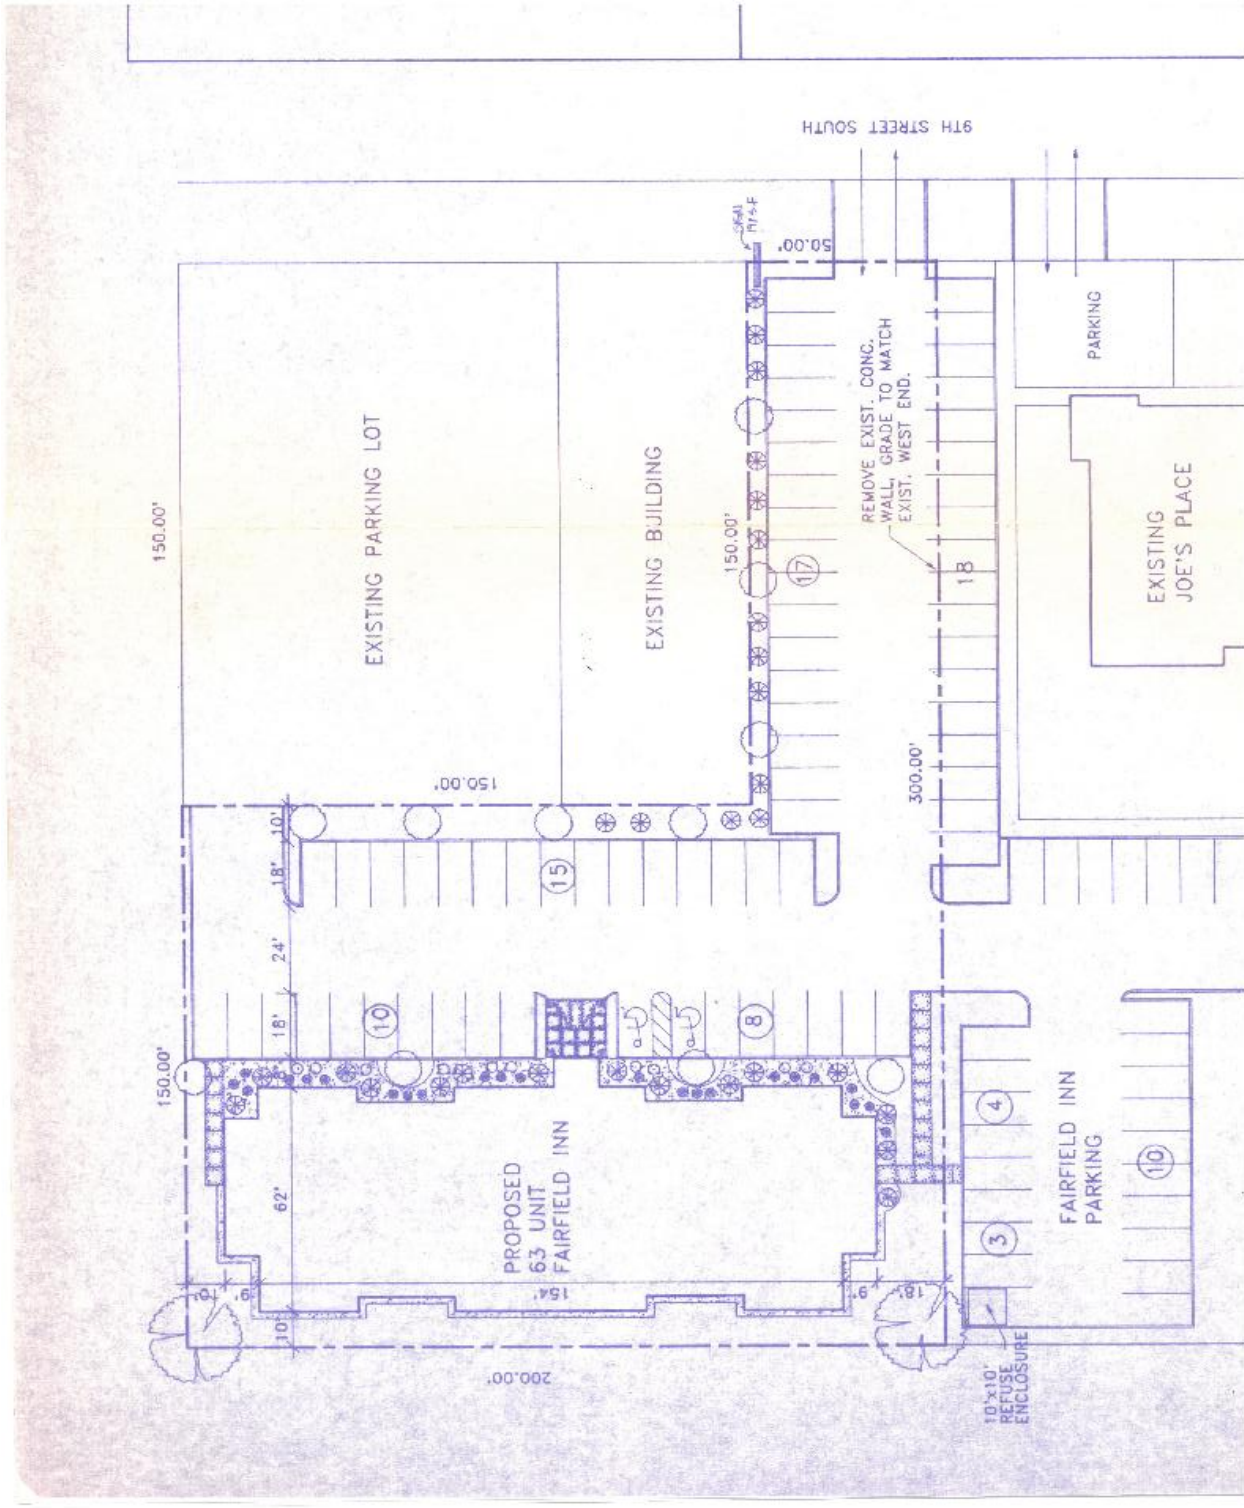 9TH STREET SOUTH
50.00'
150.00'
EXISTING PARKING LOT
EXISTING BUILDING
150.00'
REMOVE EXIST. CONC.
WALL, GRADE TO MATCH
EXIST. WEST END.
PARKING
EXISTING
JOE'S PLACE
17
18
150.00'
300.00'
10'
18'
15
24'
18'
10
8
150.00'
62'
PROPOSED
63 UNIT
FAIRFIELD INN
4
3
FAIRFIELD INN
PARKING
10
10'
9'
154'
9'
18'
10'
200.00'
10'x10'
REFUSE
ENCLOSURE